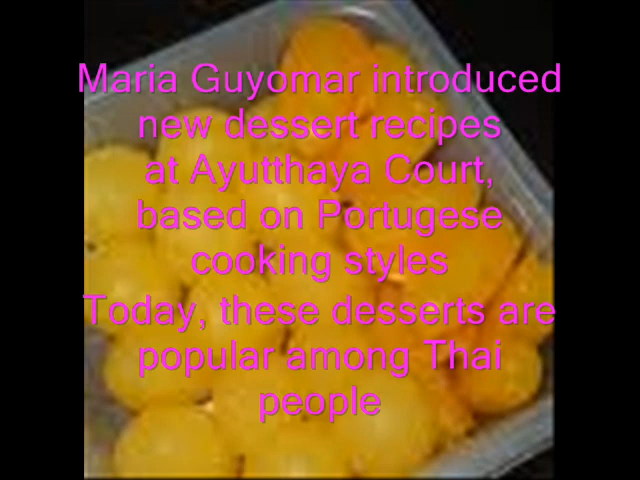 Maria Guyomar introduced
new dessert recipes
at Ayutthaya Court,
based on Portugese
cooking styles
Today, these desserts are
popular among Thai
people